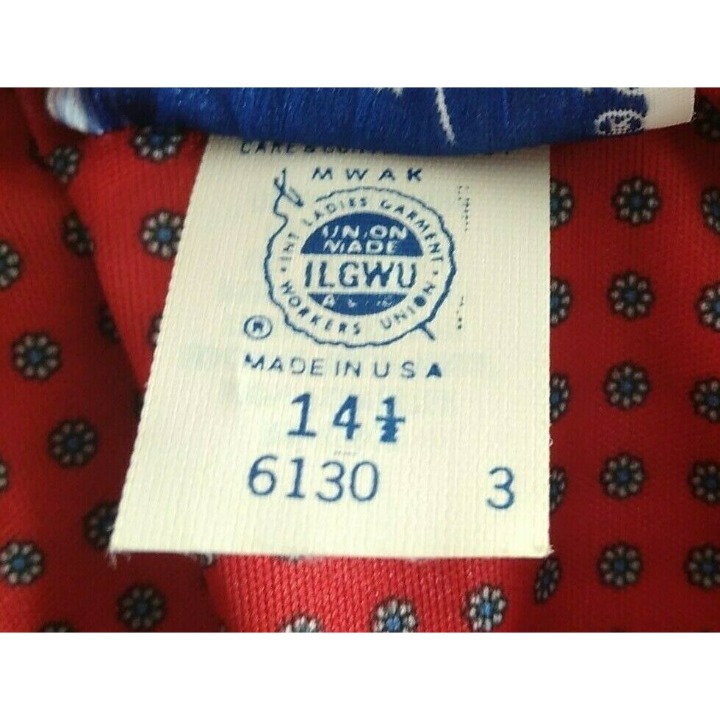 MWAK
INT LADIES GARMENT WORKERS UNION
UNION
MADE
ILGWU
®
MADE IN U S A
14½
6130 3